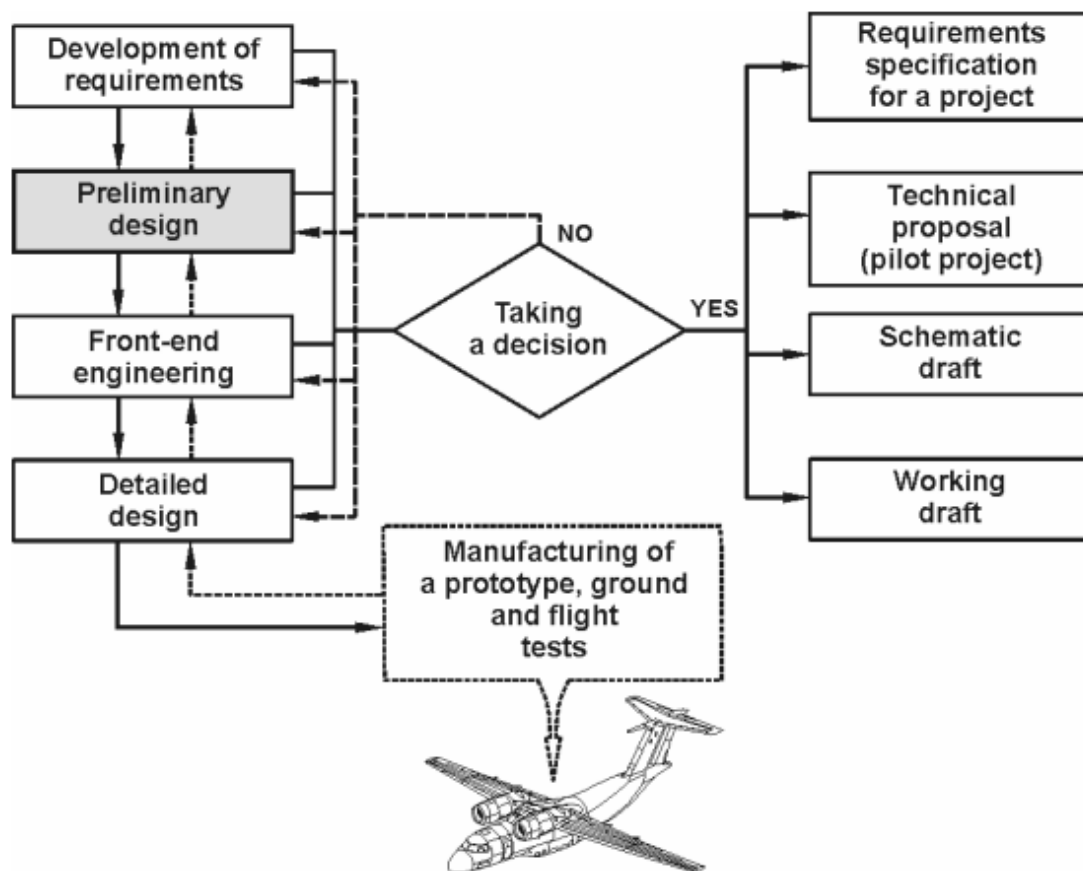 Development of
requirements
Preliminary
design
Front-end
engineering
Detailed
design
NO
Taking
a decision
YES
Requirements
specification
for a project
Technical
proposal
(pilot project)
Schematic
draft
Working
draft
Manufacturing of
a prototype, ground
and flight
tests